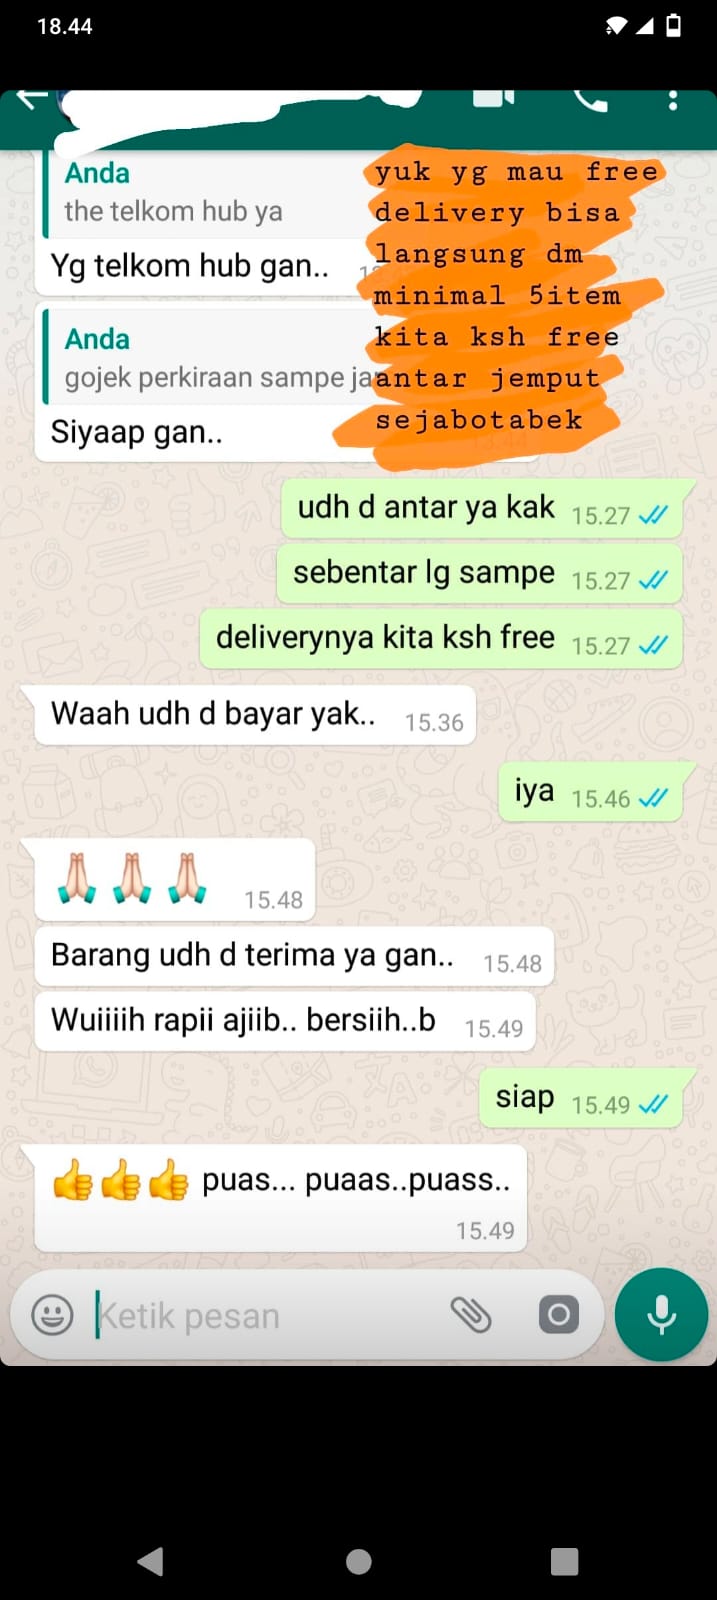 18.44
Anda
the telkom hub ya
Yg telkom hub gan..
yuk yg mau free
delivery bisa
langsung dm
minimal 5item
kita ksh free
antar jemput
sejabotabek
Anda
gojek perkiraan sampe ja
Siyaap gan..
udh d antar ya kak 15.27
sebentar lg sampe 15.27
deliverynya kita ksh free 15.27
Waah udh d bayar yak.. 15.36
iya 15.46
🙏🙏🙏 15.48
Barang udh d terima ya gan.. 15.48
Wuiiiih rapii ajiib.. bersiih..b 15.49
siap 15.49
👍👍👍 puas... puaas..puass..
15.49
Ketik pesan